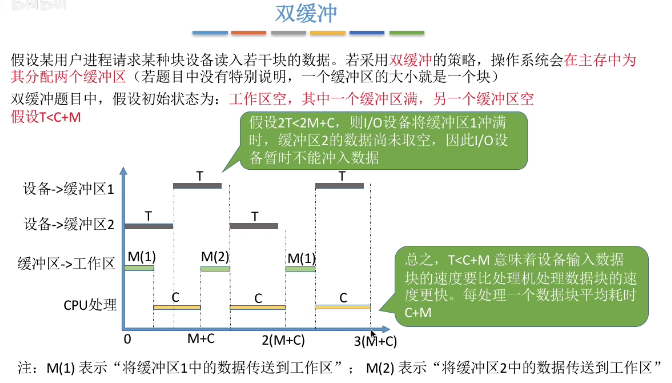 双缓冲
假设某用户进程请求某种块设备读入若干块的数据。若采用双缓冲的策略，操作系统会在主存中为
其分配两个缓冲区（若题目中没有特别说明，一个缓冲区的大小就是一个块）
双缓冲题目中，假设初始状态为：工作区空，其中一个缓冲区满，另一个缓冲区空
假设T<C+M
假设2T<2M+C，则I/O设备将缓冲区1冲满
时，缓冲区2的数据尚未取空，因此I/O设
备暂时不能冲入数据
T
T
设备->缓冲区1
T
T
设备->缓冲区2
M(1)
M(2)
M(1)
缓冲区->工作区
C
C
C
CPU处理
总之，T<C+M 意味着设备输入数据
块的速度要比处理机处理数据块的速
度更快。每处理一个数据块平均耗时
C+M
0
M+C
2(M+C)
3(M+C)
注：M(1) 表示“将缓冲区1中的数据传送到工作区”； M(2) 表示“将缓冲区2中的数据传送到工作区”